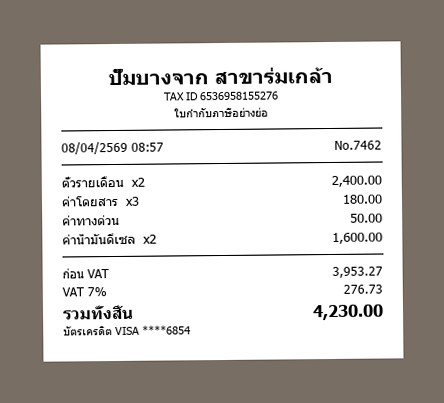 ปั๊มบางจาก สาขาร่มเกล้า
TAX ID 6536958155276
ใบกำกับภาษีอย่างย่อ
08/04/2569 08:57 No.7462
ตั๋วรายเดือน x2 2,400.00
ค่าโดยสาร x3 180.00
ค่าทางด่วน 50.00
ค่าน้ำมันดีเซล x2 1,600.00
ก่อน VAT 3,953.27
VAT 7% 276.73
รวมทั้งสิ้น 4,230.00
บัตรเครดิต VISA ****6854